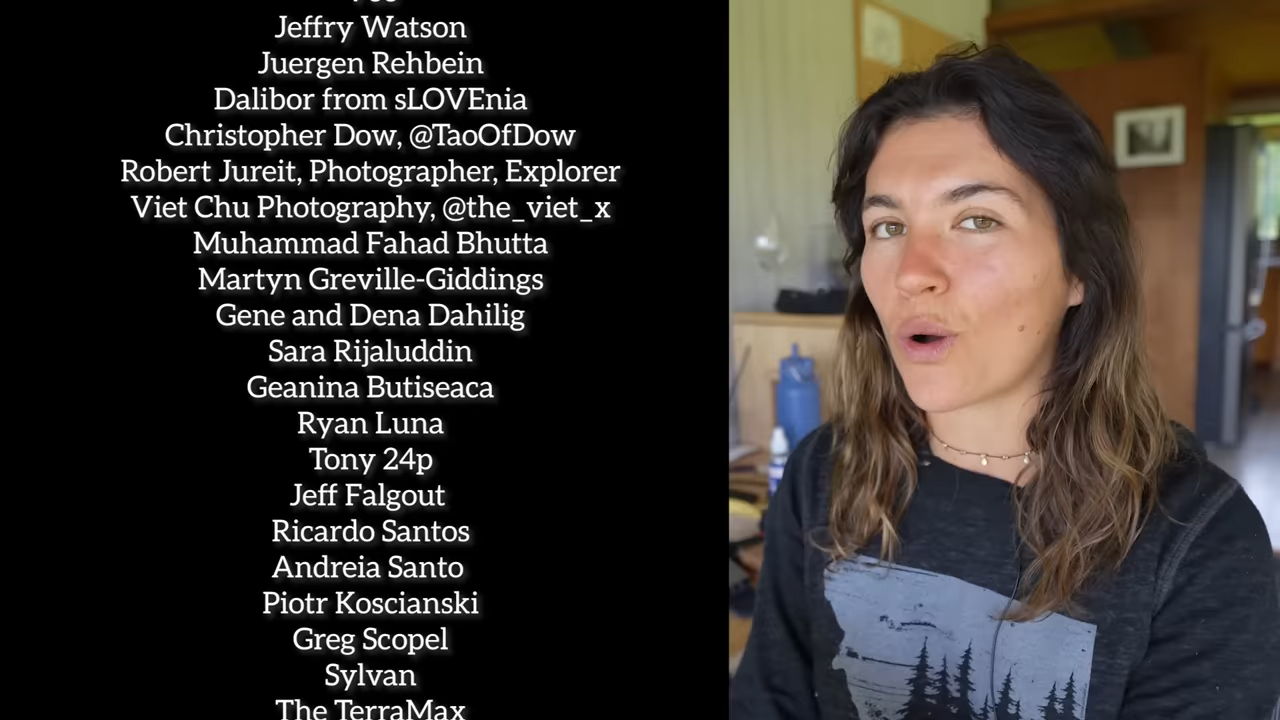 Jeffry Watson
Juergen Rehbein
Dalibor from sLOVEnia
Christopher Dow, @TaoOfDow
Robert Jureit, Photographer, Explorer
Viet Chu Photography, @the_viet_x
Muhammad Fahad Bhutta
Martyn Greville-Giddings
Gene and Dena Dahilig
Sara Rijaluddin
Geanina Butiseaca
Ryan Luna
Tony 24p
Jeff Falgout
Ricardo Santos
Andreia Santo
Piotr Koscianski
Greg Scopel
Sylvan
The TerraMax